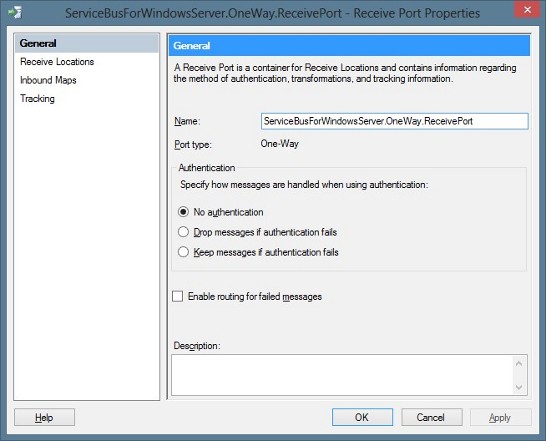 ServiceBusForWindowsServer.OneWay.ReceivePort - Receive Port Properties
General
Receive Locations
Inbound Maps
Tracking
General
A Receive Port is a container for Receive Locations and contains information regarding
the method of authentication, transformations, and tracking information.
Name: ServiceBusForWindowsServer.OneWay.ReceivePort
Port type: One-Way
Authentication
Specify how messages are handled when using authentication:
No authentication
Drop messages if authentication fails
Keep messages if authentication fails
Enable routing for failed messages
Description:
Help OK Cancel Apply